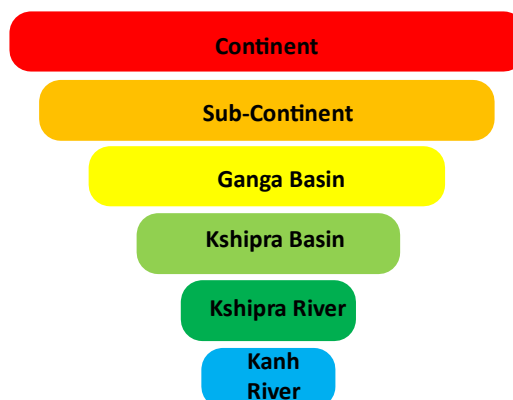 Continent
Sub-Continent
Ganga Basin
Kshipra Basin
Kshipra River
Kanh
River